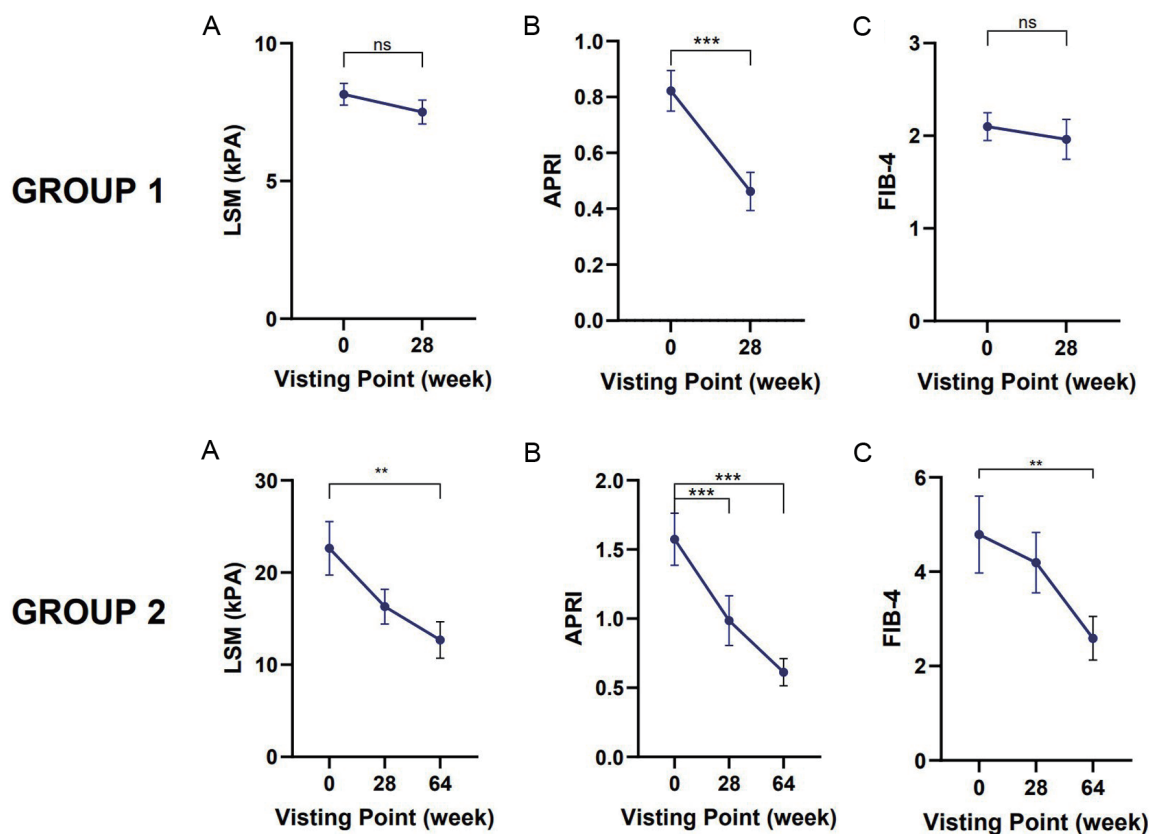 A
B
C
GROUP 1
LSM (kPA)
10
5
0
ns
0 28
Visting Point (week)
APRI
1.0
0.8
0.6
0.4
0.2
0.0
***
0 28
Visting Point (week)
FIB-4
3
2
1
0
ns
0 28
Visting Point (week)
A
B
C
GROUP 2
LSM (kPA)
30
20
10
0
**
0 28 64
Visting Point (week)
APRI
2.0
1.5
1.0
0.5
0.0
***
***
0 28 64
Visting Point (week)
FIB-4
6
4
2
0
**
0 28 64
Visting Point (week)